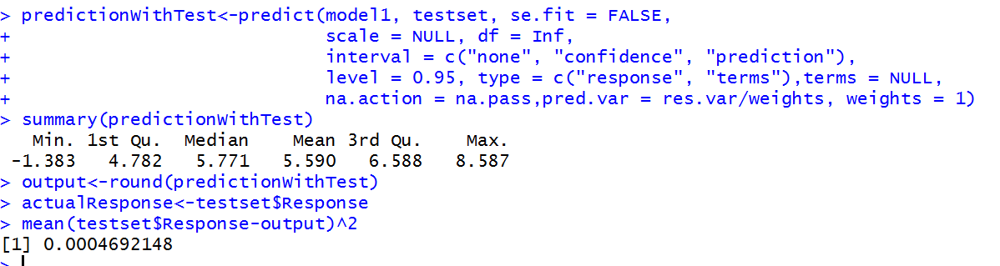 > predictionWithTest<-predict(model1, testset, se.fit = FALSE,
+ scale = NULL, df = Inf,
+ interval = c("none", "confidence", "prediction"),
+ level = 0.95, type = c("response", "terms"),terms = NULL,
+ na.action = na.pass,pred.var = res.var/weights, weights = 1)
> summary(predictionWithTest)
Min. 1st Qu. Median Mean 3rd Qu. Max.
-1.383 4.782 5.771 5.590 6.588 8.587
> output<-round(predictionWithTest)
> actualResponse<-testset$Response
> mean(testset$Response-output)^2
[1] 0.0004692148
>